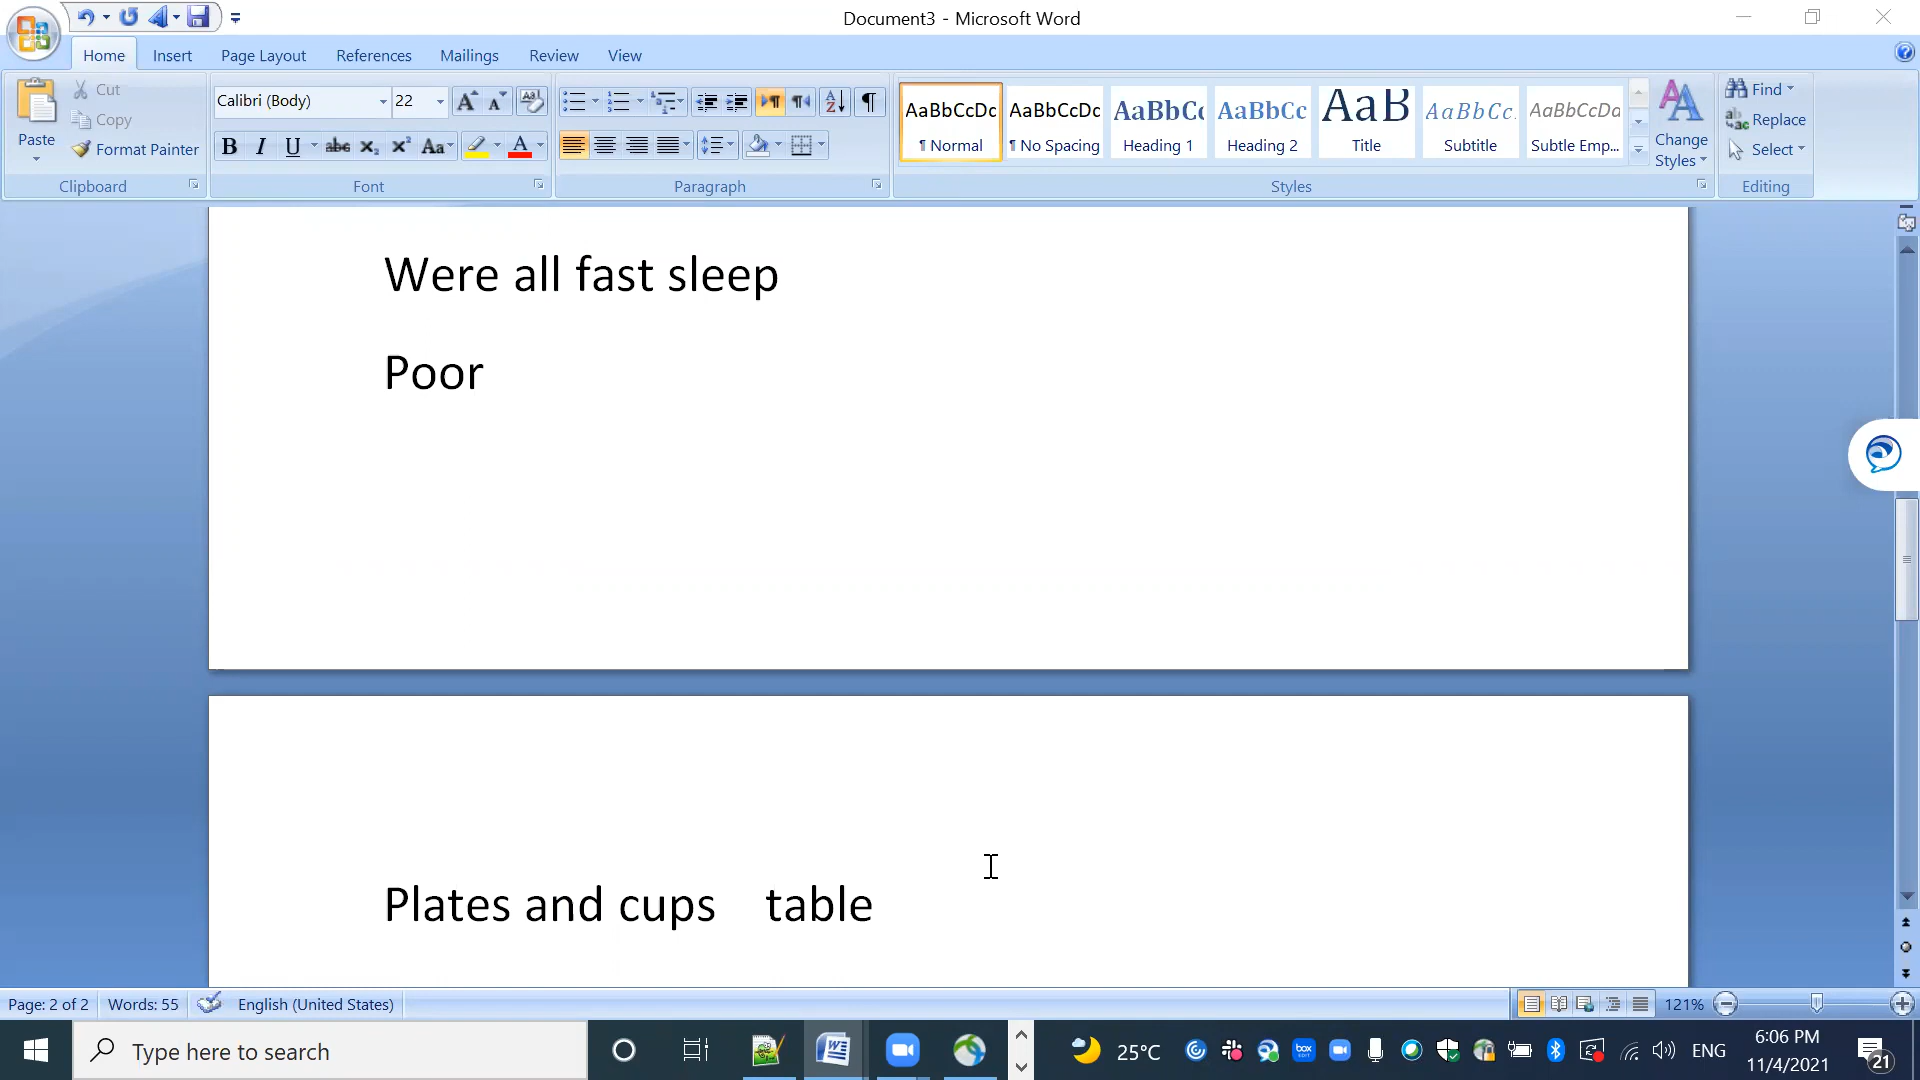 Document3 - Microsoft Word
Home Insert Page Layout References Mailings Review View
Paste
Cut
Copy
Format Painter
Clipboard
Calibri (Body) 22
Font
Paragraph
AaBbCcDc AaBbCcDc AaBbCc AaBbCc AaB AaBbCc. AaBbCcDa
¶ Normal ¶ No Spacing Heading 1 Heading 2 Title Subtitle Subtle Emp...
Change Styles
Styles
Find
Replace
Select
Editing
Were all fast sleep
Poor
Plates and cups table
Page: 2 of 2 Words: 55 English (United States) 121%
Type here to search
25°C ENG 6:06 PM
11/4/2021 21